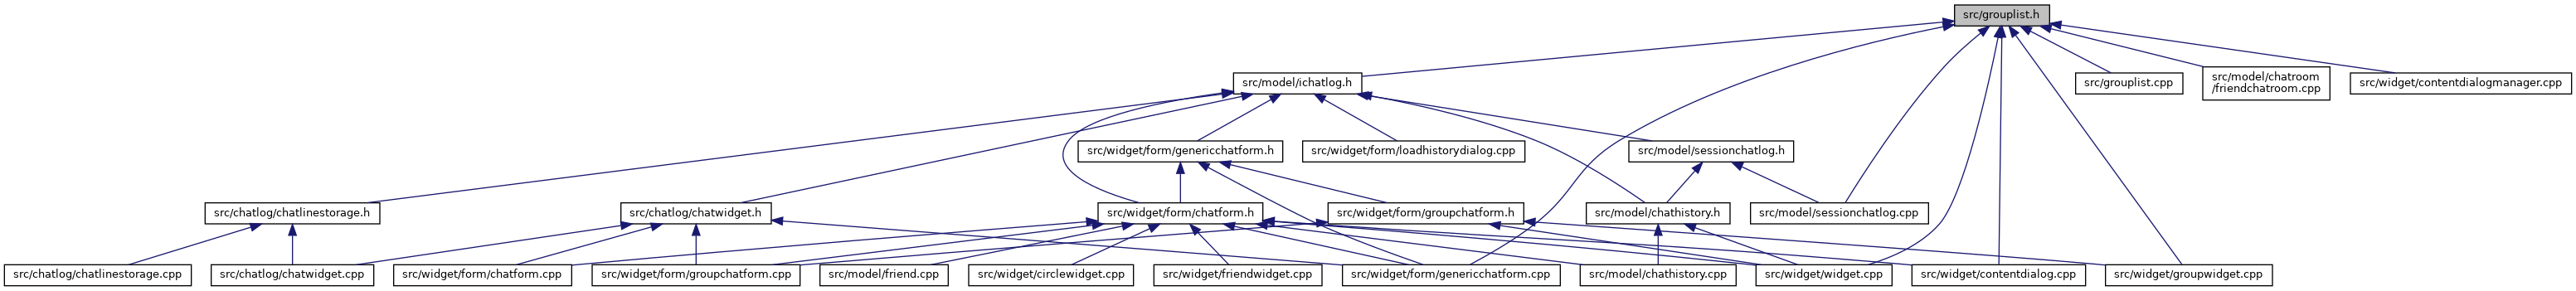 src/grouplist.h
src/model/ichatlog.h
src/grouplist.cpp
src/model/chatroom
/friendchatroom.cpp
src/widget/contentdialogmanager.cpp
src/widget/form/genericchatform.h
src/widget/form/loadhistorydialog.cpp
src/model/sessionchatlog.h
src/chatlog/chatlinestorage.h
src/chatlog/chatwidget.h
src/widget/form/chatform.h
src/widget/form/groupchatform.h
src/model/chathistory.h
src/model/sessionchatlog.cpp
src/chatlog/chatlinestorage.cpp
src/chatlog/chatwidget.cpp
src/widget/form/chatform.cpp
src/widget/form/groupchatform.cpp
src/model/friend.cpp
src/widget/circlewidget.cpp
src/widget/friendwidget.cpp
src/widget/form/genericchatform.cpp
src/model/chathistory.cpp
src/widget/widget.cpp
src/widget/contentdialog.cpp
src/widget/groupwidget.cpp